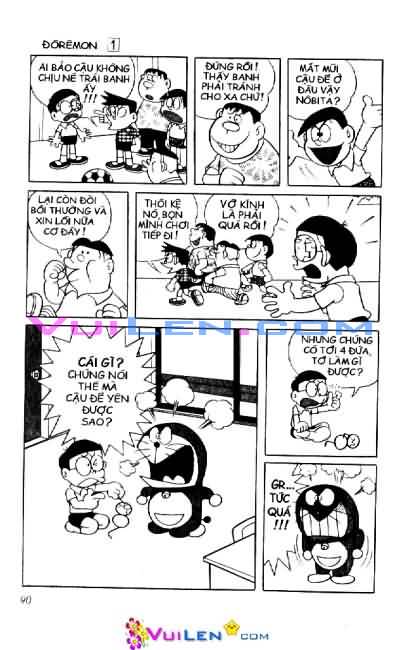 ĐÔRÊMON 1
AI BẢO CẬU KHÔNG
CHỊU NÉ TRÁI BANH
ẤY
!!!
ĐÚNG RỒI!
THẤY BANH
PHẢI TRÁNH
CHO XA CHỨ!
MẮT MŨI
CẬU ĐỂ Ở
ĐÂU VẬY
NÔBITA?
LẠI CÒN ĐÒI
BỒI THƯỜNG VÀ
XIN LỖI NỮA
CƠ ĐẤY!
THÔI KỆ
NÓ, BỌN
MÌNH CHƠI
TIẾP ĐI!
VỠ KÍNH
LÀ PHẢI
QUÁ RỒI!
VUILEN.COM
CÁI GÌ?
CHÚNG NÓI
THẾ MÀ
CẬU ĐỂ YÊN
ĐƯỢC
SAO?
NHƯNG CHÚNG
CÓ TỚI 4 ĐỨA,
TỚ LÀM GÌ
ĐƯỢC?
GR...
TỨC
QUÁ
!!!
90
VUILEN.COM